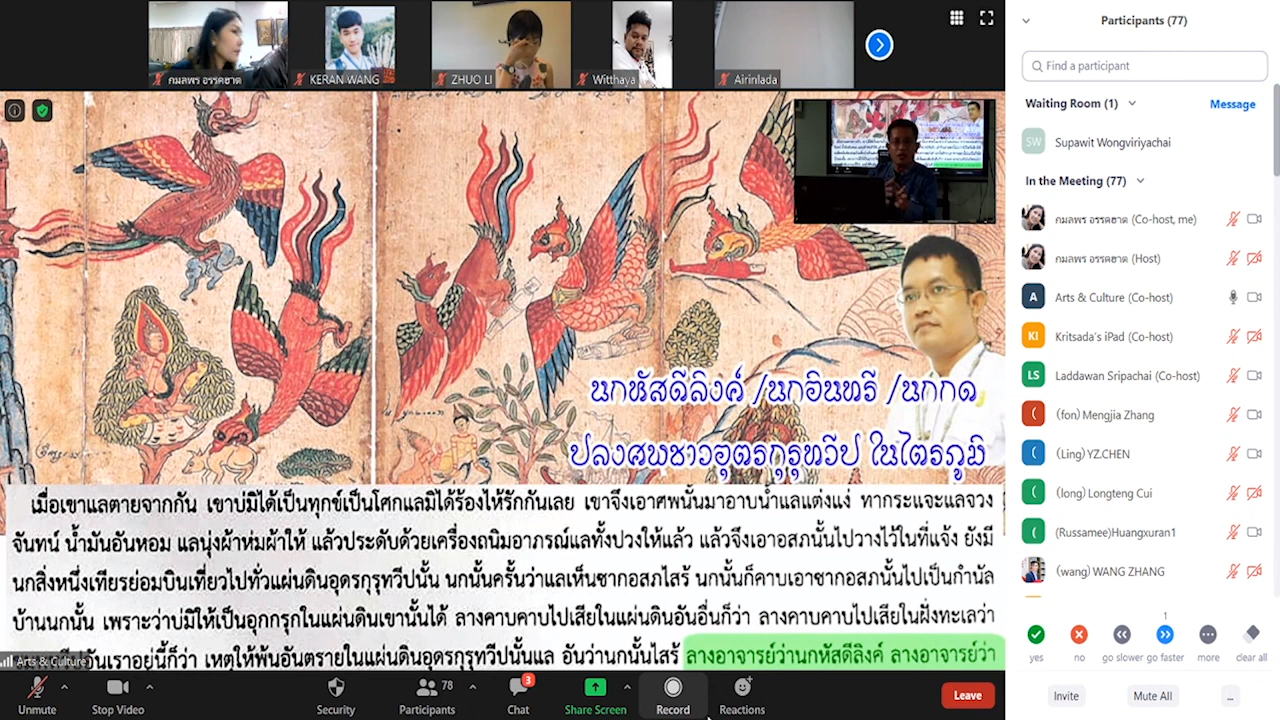 กมลพร อรรคฮาด
KERAN WANG
ZHUO LI
Witthaya
Airinlada
นกหัสดีลิงค์ /นกอินทรี /นกกด
ปลงศพชาวอุตรกุรุทวีป ในไตรภูมิ
เมื่อเขาแลตายจากกัน เขาบ่มิได้เป็นทุกข์เป็นโศกแลมิได้ร้องไห้รักกันเลย เขาจึงเอาศพนั้นมาอาบน้ำแลแต่งแง่ ทากระแจะแลจวง
จันทน์ น้ำมันอันหอม แลนุ่งผ้าห่มผ้าให้ แล้วประดับด้วยเครื่องถนิมอาภรณ์แลทั้งปวงให้แล้ว แล้วจึงเอาอสภนั้นไปวางไว้ในที่แจ้ง ยังมี
นกสิ่งหนึ่งเทียรย่อมบินเที่ยวไปทั่วแผ่นดินอุดรกุรุทวีปนั้น นกนั้นครั้นว่าแลเห็นซากอสภไสร้ นกนั้นก็คาบเอาซากอสภนั้นไปเป็นกำนัล
บ้านนกนั้น เพราะว่าบ่มิให้เป็นอุกกรุกในแผ่นดินเขานั้นได้ ลางคาบคาบไปเสียในแผ่นดินอันอื่นก็ว่า ลางคาบคาบไปเสียในฝั่งทะเลว่า
อันเราอยู่นี้ก็ว่า เหตุให้พ้นอันตรายในแผ่นดินอุดรกุรุทวีปนั้นแล อันว่านกนั้นไสร้ ลางอาจารย์ว่านกหัสดีลิงค์ ลางอาจารย์ว่า
Arts & Culture
Unmute
Stop Video
Security
78
Participants
3
Chat
Share Screen
Record
Reactions
Leave
Participants (77)
Find a participant
Waiting Room (1)
Message
SW
Supawit Wongviriyachai
In the Meeting (77)
กมลพร อรรคฮาด (Co-host, me)
กมลพร อรรคฮาด (Host)
A
Arts & Culture (Co-host)
KI
Kritsada's iPad (Co-host)
LS
Laddawan Sripachai (Co-host)
(
(fon) Mengjia Zhang
(
(Ling) YZ.CHEN
(
(long) Longteng Cui
(
(Russamee)Huangxuran1
(wang) WANG ZHANG
1
yes
no
go slower
go faster
more
clear all
Invite
Mute All
...